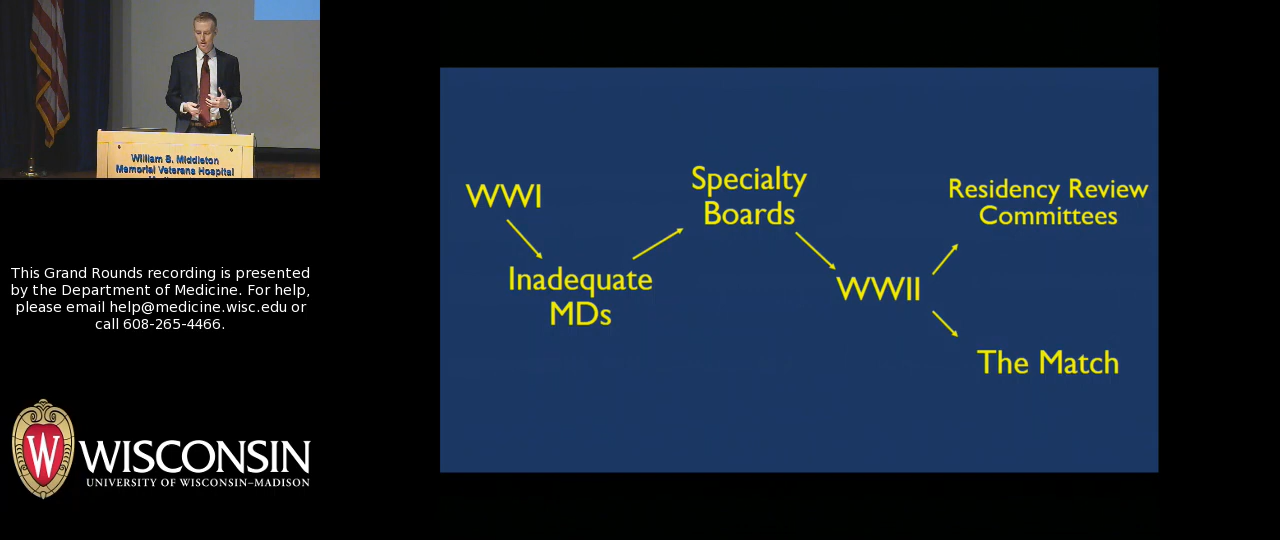 William S. Middleton
Memorial Veterans Hospital
This Grand Rounds recording is presented
by the Department of Medicine. For help,
please email help@medicine.wisc.edu or
call 608-265-4466.
W
WISCONSIN
UNIVERSITY OF WISCONSIN–MADISON
WWI
Inadequate
MDs
Specialty
Boards
WWII
Residency Review
Committees
The Match